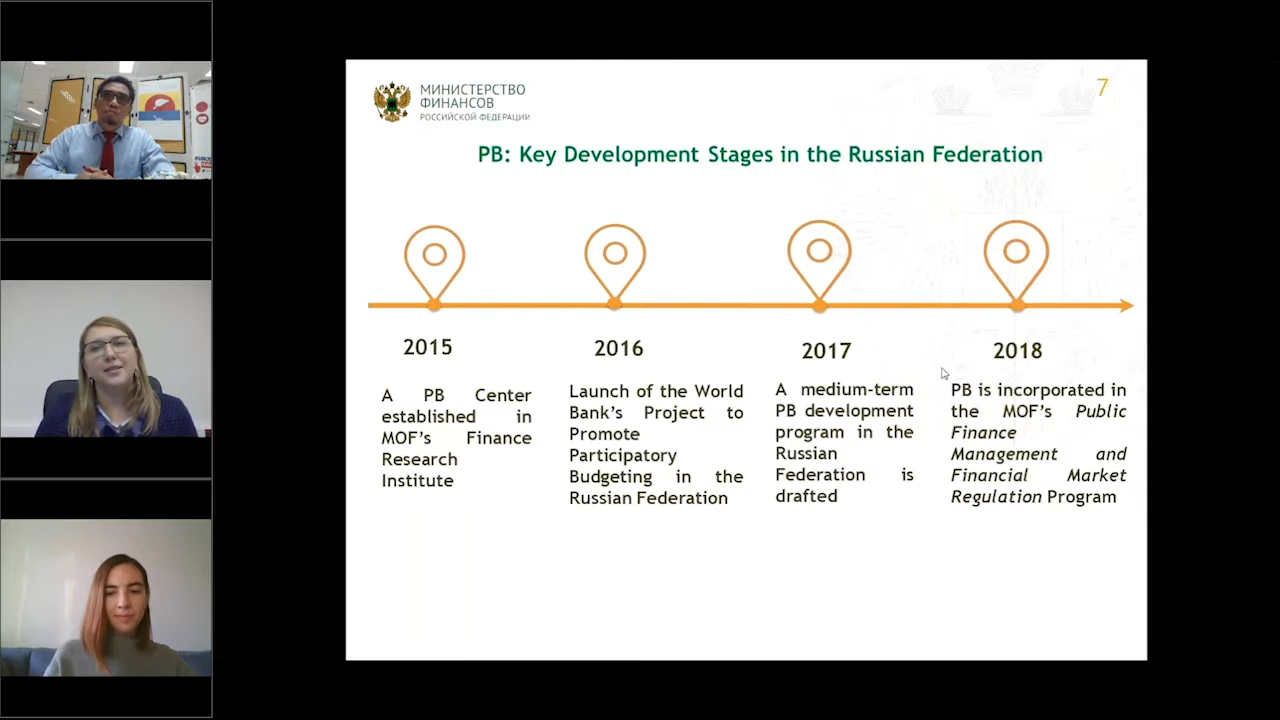 МИНИСТЕРСТВО
ФИНАНСОВ
РОССИЙСКОЙ ФЕДЕРАЦИИ
7
PB: Key Development Stages in the Russian Federation
2015
A PB Center
established in
MOF’s Finance
Research
Institute
2016
Launch of the World
Bank’s Project to
Promote
Participatory
Budgeting in the
Russian Federation
2017
A medium-term
PB development
program in the
Russian
Federation is
drafted
2018
PB is incorporated in
the MOF’s Public
Finance
Management and
Financial Market
Regulation Program